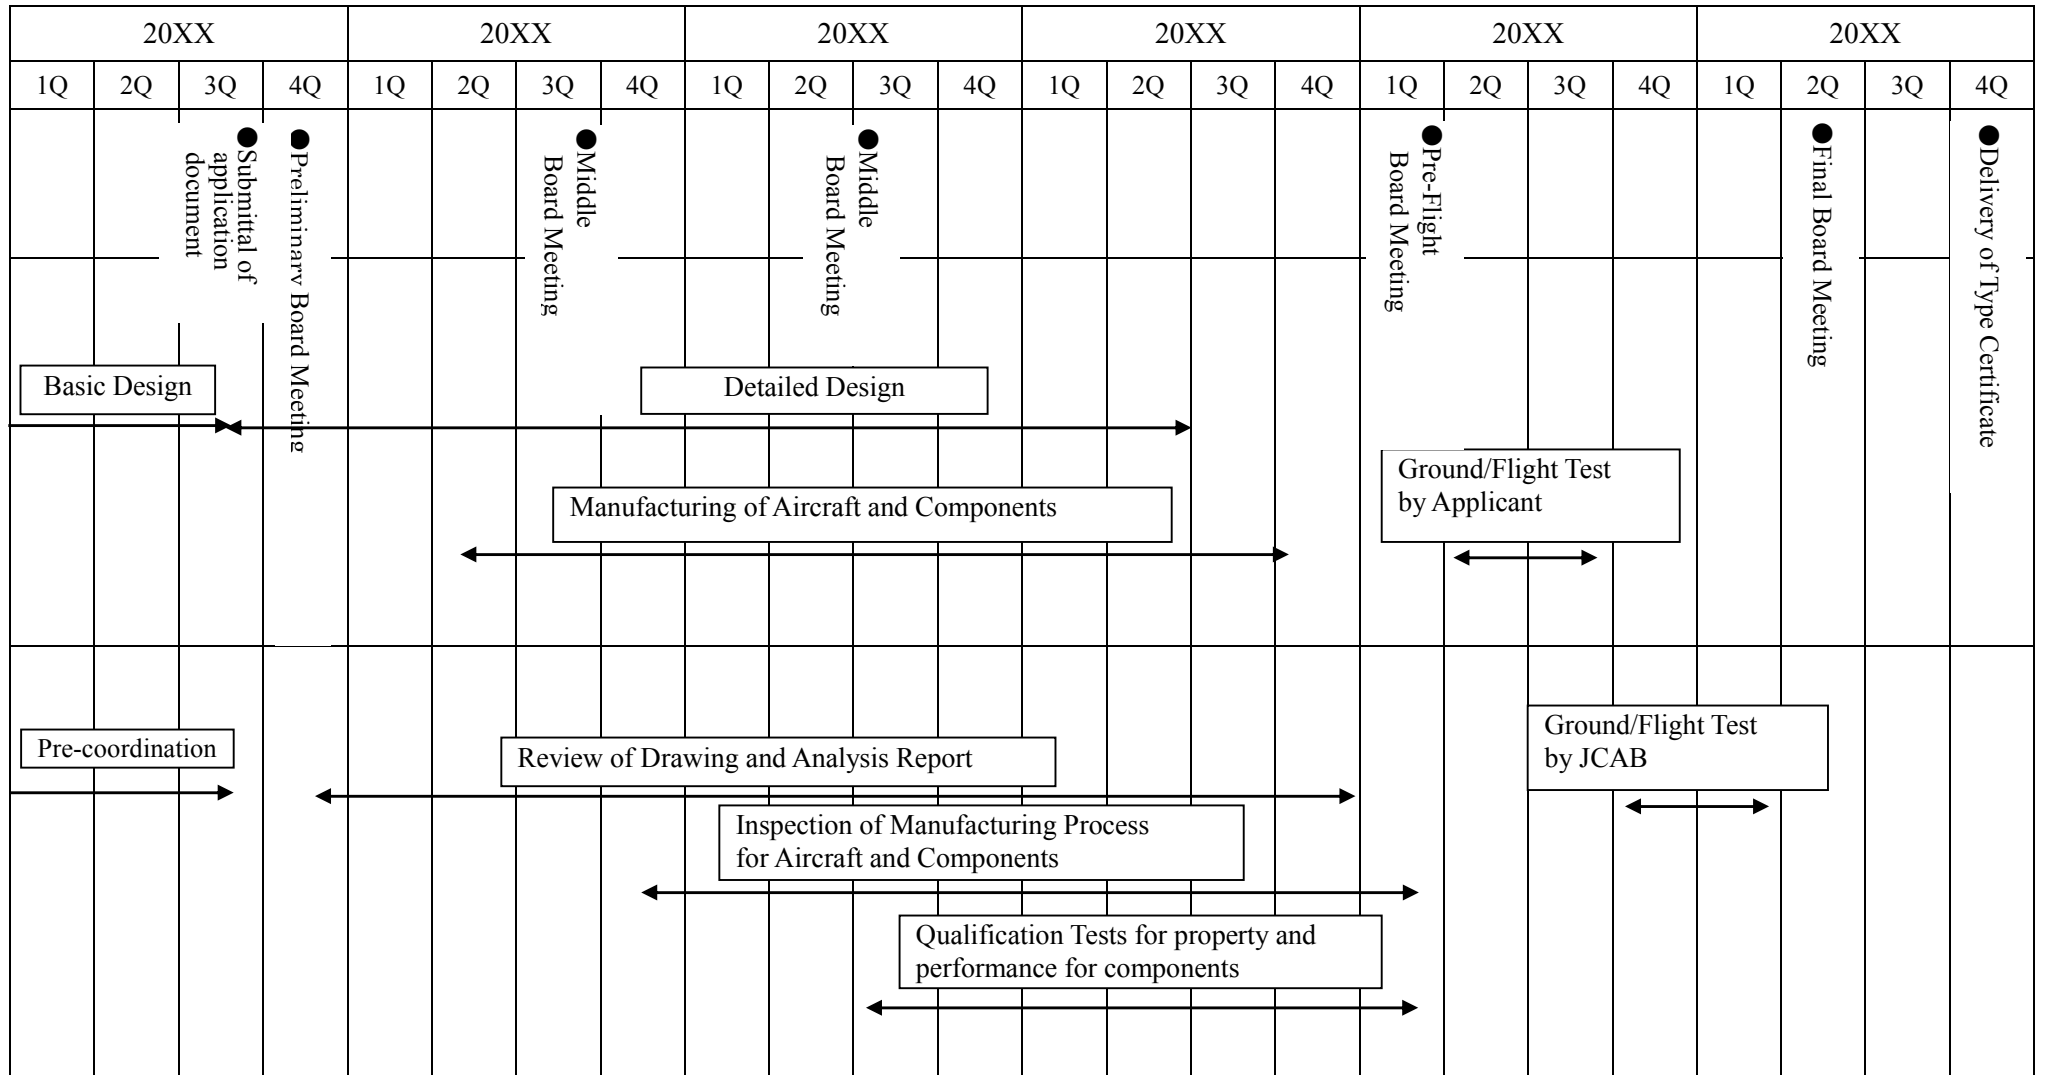 20XX 20XX 20XX 20XX 20XX 20XX
1Q 2Q 3Q 4Q 1Q 2Q 3Q 4Q 1Q 2Q 3Q 4Q 1Q 2Q 3Q 4Q 1Q 2Q 3Q 4Q 1Q 2Q 3Q 4Q
●Submittal of
application
document
●Preliminary Board Meeting
●Middle
Board Meeting
●Middle
Board Meeting
●Pre-Flight
Board Meeting
●Final Board Meeting
●Delivery of Type Certificate
Basic Design
Detailed Design
Manufacturing of Aircraft and Components
Ground/Flight Test
by Applicant
Pre-coordination
Review of Drawing and Analysis Report
Ground/Flight Test
by JCAB
Inspection of Manufacturing Process
for Aircraft and Components
Qualification Tests for property and
performance for components